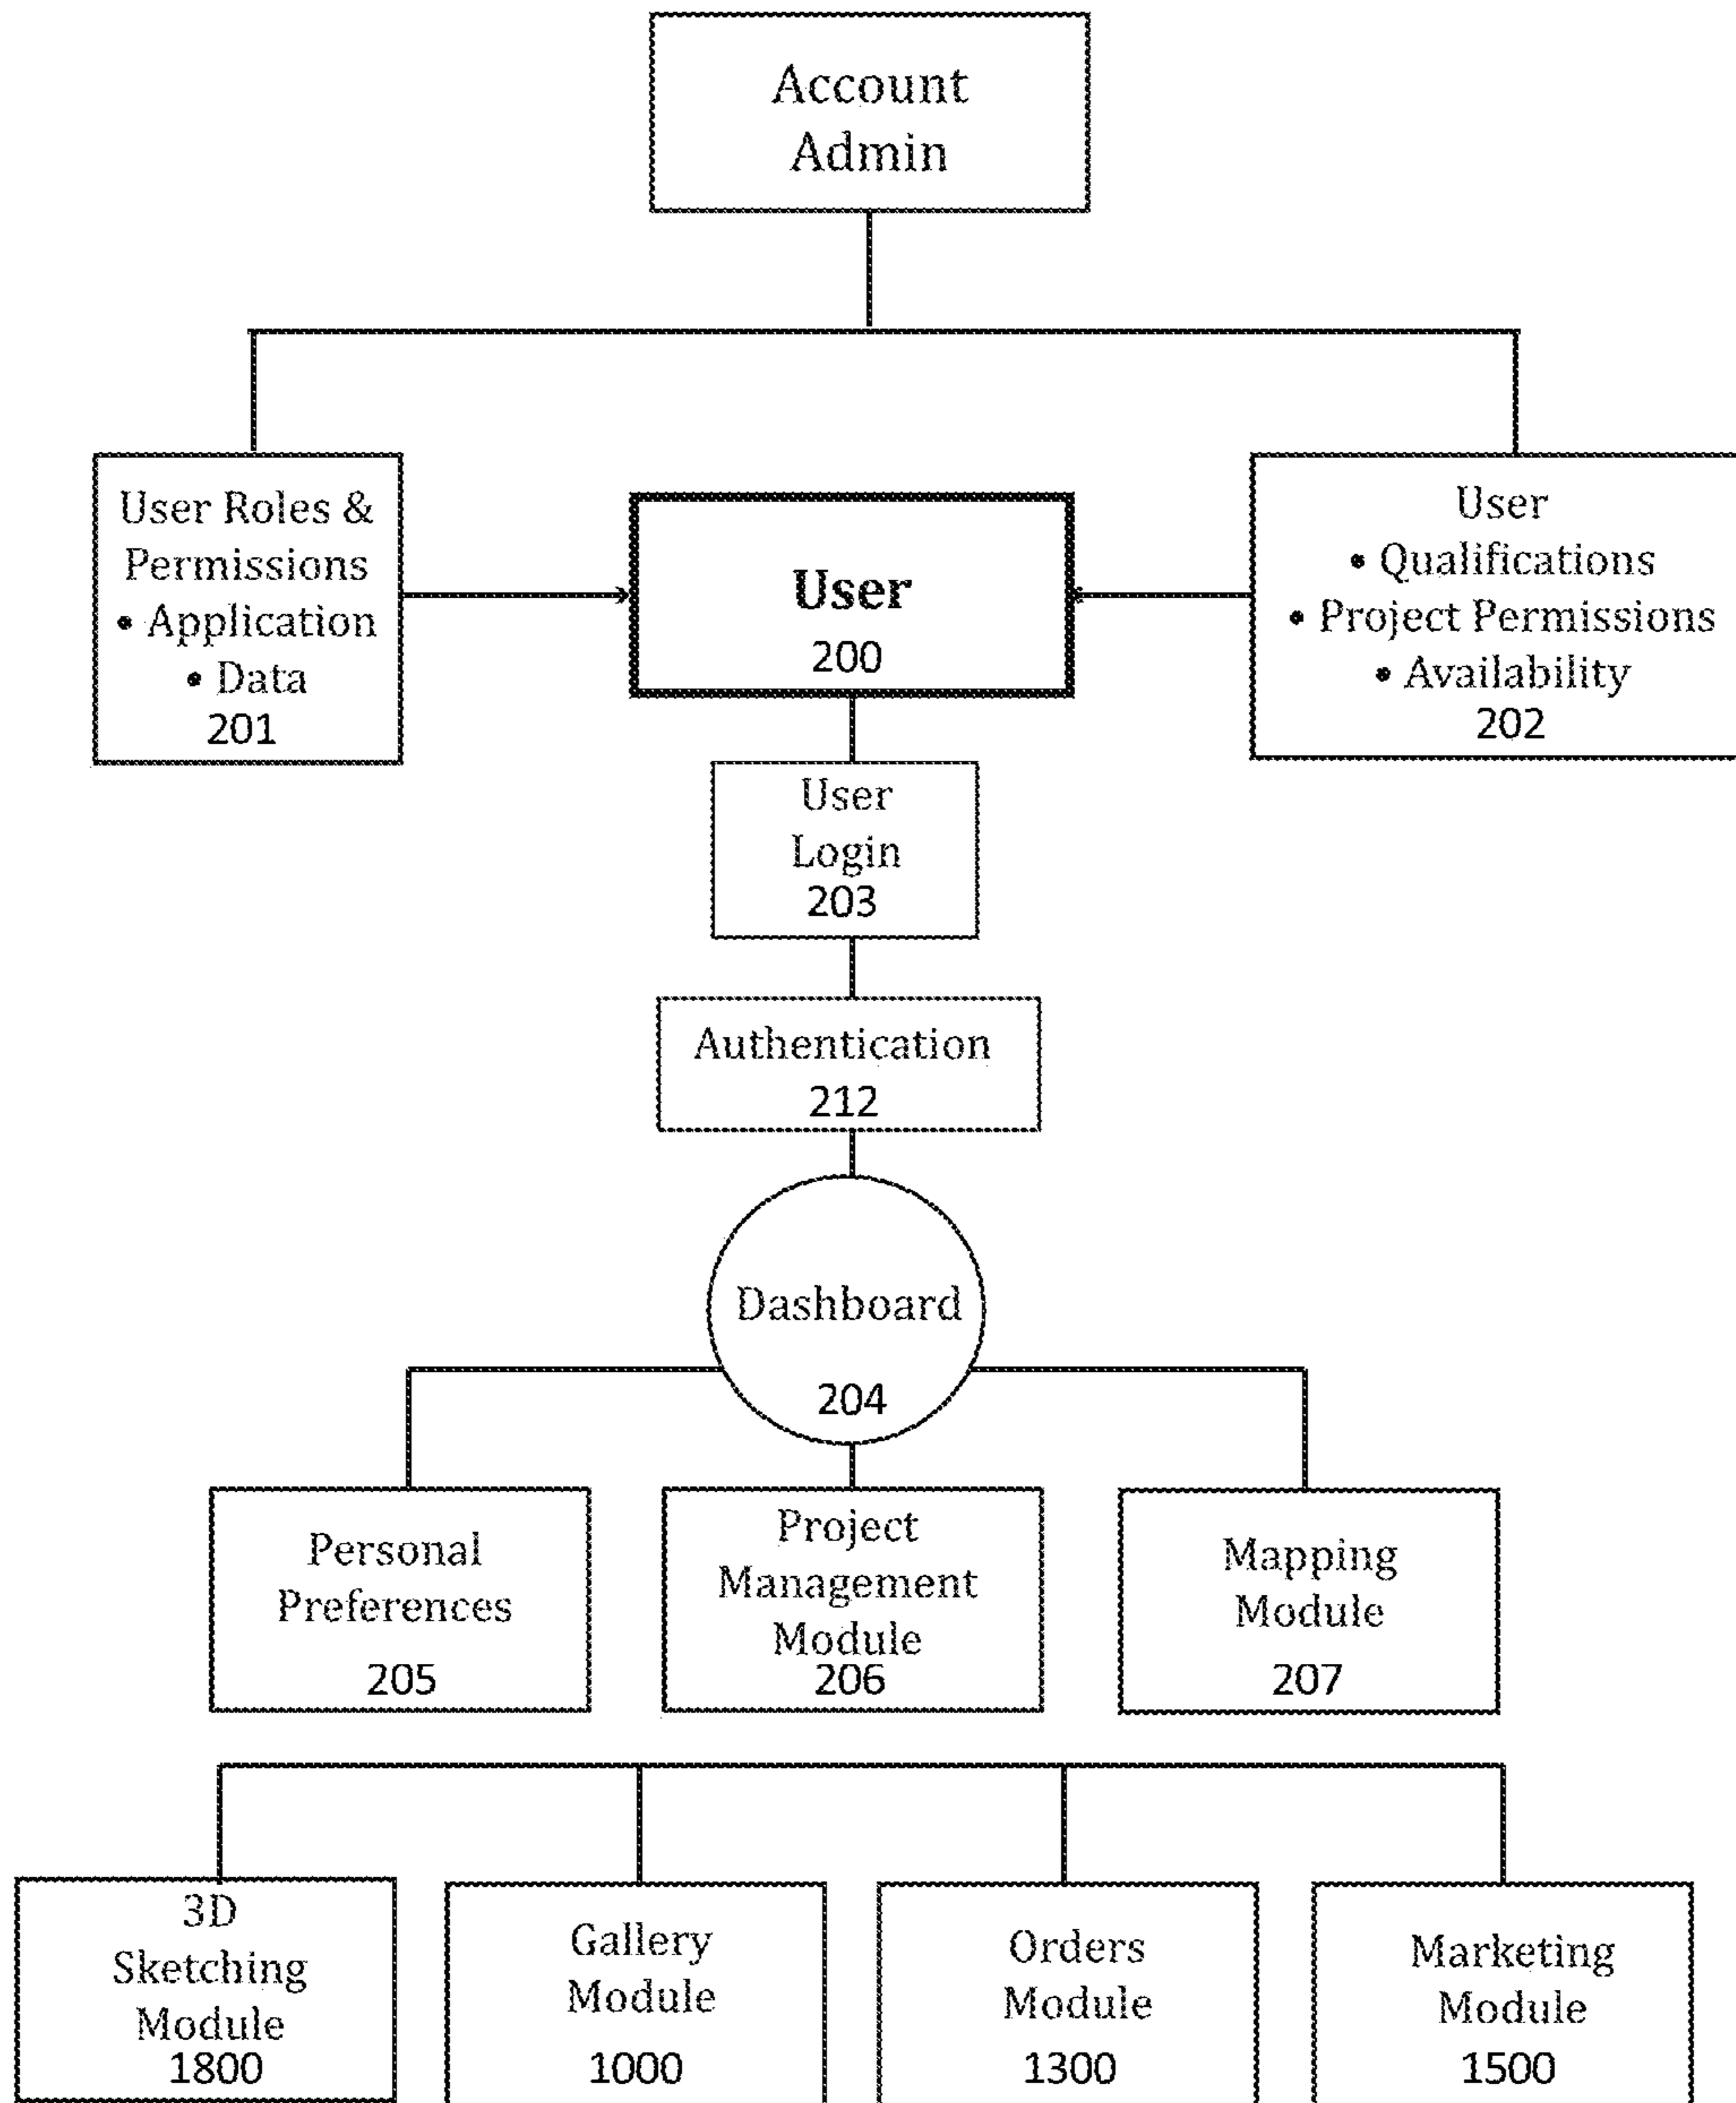 Account
Admin
User Roles &
Permissions
• Application
• Data
201
User
200
User
• Qualifications
• Project Permissions
• Availability
202
User
Login
203
Authentication
212
Dashboard
204
Personal
Preferences
205
Project
Management
Module
206
Mapping
Module
207
3D
Sketching
Module
1800
Gallery
Module
1000
Orders
Module
1300
Marketing
Module
1500